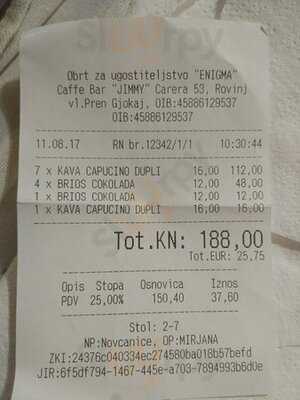 Obrt za ugostiteljstvo "ENIGMA"
Caffe Bar "JIMMY" Carera 53, Rovinj
vl.Pren Gjokaj, OIB:45886129537
OIB:45886129537
11.08.17 RN br.12342/1/1 10:30:44
7 x KAVA CAPUCINO DUPLI 16,00 112,00
4 x BRIOS COKOLADA 12,00 48,00
1 x BRIOS COKOLADA 12,00 12,00
1 x KAVA CAPUCINO DUPLI 16,00 16,00
Tot.KN: 188,00
Tot.EUR: 25,75
Opis Stopa Osnovica Iznos
PDV 25,00% 150,40 37,60
Stol: 2-7
NP:Novcanice, OP:MIRJANA
ZKI:24376c040334ec274580ba018b57befd
JIR:6f5df794-1467-445e-a703-7894993b6d0e